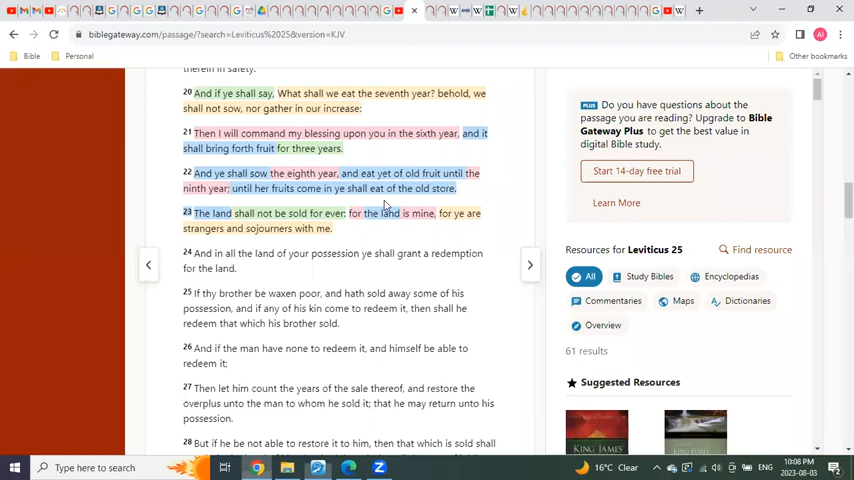 biblegateway.com/passage/?search=Leviticus%2025&version=KJV
AI
Bible
Personal
Other bookmarks
therein in safety.
20 And if ye shall say, What shall we eat the seventh year? behold, we
shall not sow, nor gather in our increase:
21 Then I will command my blessing upon you in the sixth year, and it
shall bring forth fruit for three years.
22 And ye shall sow the eighth year, and eat yet of old fruit until the
ninth year; until her fruits come in ye shall eat of the old store.
23 The land shall not be sold for ever: for the land is mine, for ye are
strangers and sojourners with me.
24 And in all the land of your possession ye shall grant a redemption
for the land.
25 If thy brother be waxen poor, and hath sold away some of his
possession, and if any of his kin come to redeem it, then shall he
redeem that which his brother sold.
26 And if the man have none to redeem it, and himself be able to
redeem it;
27 Then let him count the years of the sale thereof, and restore the
overplus unto the man to whom he sold it; that he may return unto his
possession.
28 But if he be not able to restore it to him, then that which is sold shall
PLUS Do you have questions about the
passage you are reading? Upgrade to Bible
Gateway Plus to get the best value in
digital Bible study.
Start 14-day free trial
Learn More
Resources for Leviticus 25
Find resource
All
Study Bibles
Encyclopedias
Commentaries
Maps
Dictionaries
Overview
61 results
Suggested Resources
KING JAMES
KING JAMES
Type here to search
16°C Clear
ENG
10:08 PM
2023-08-03
2